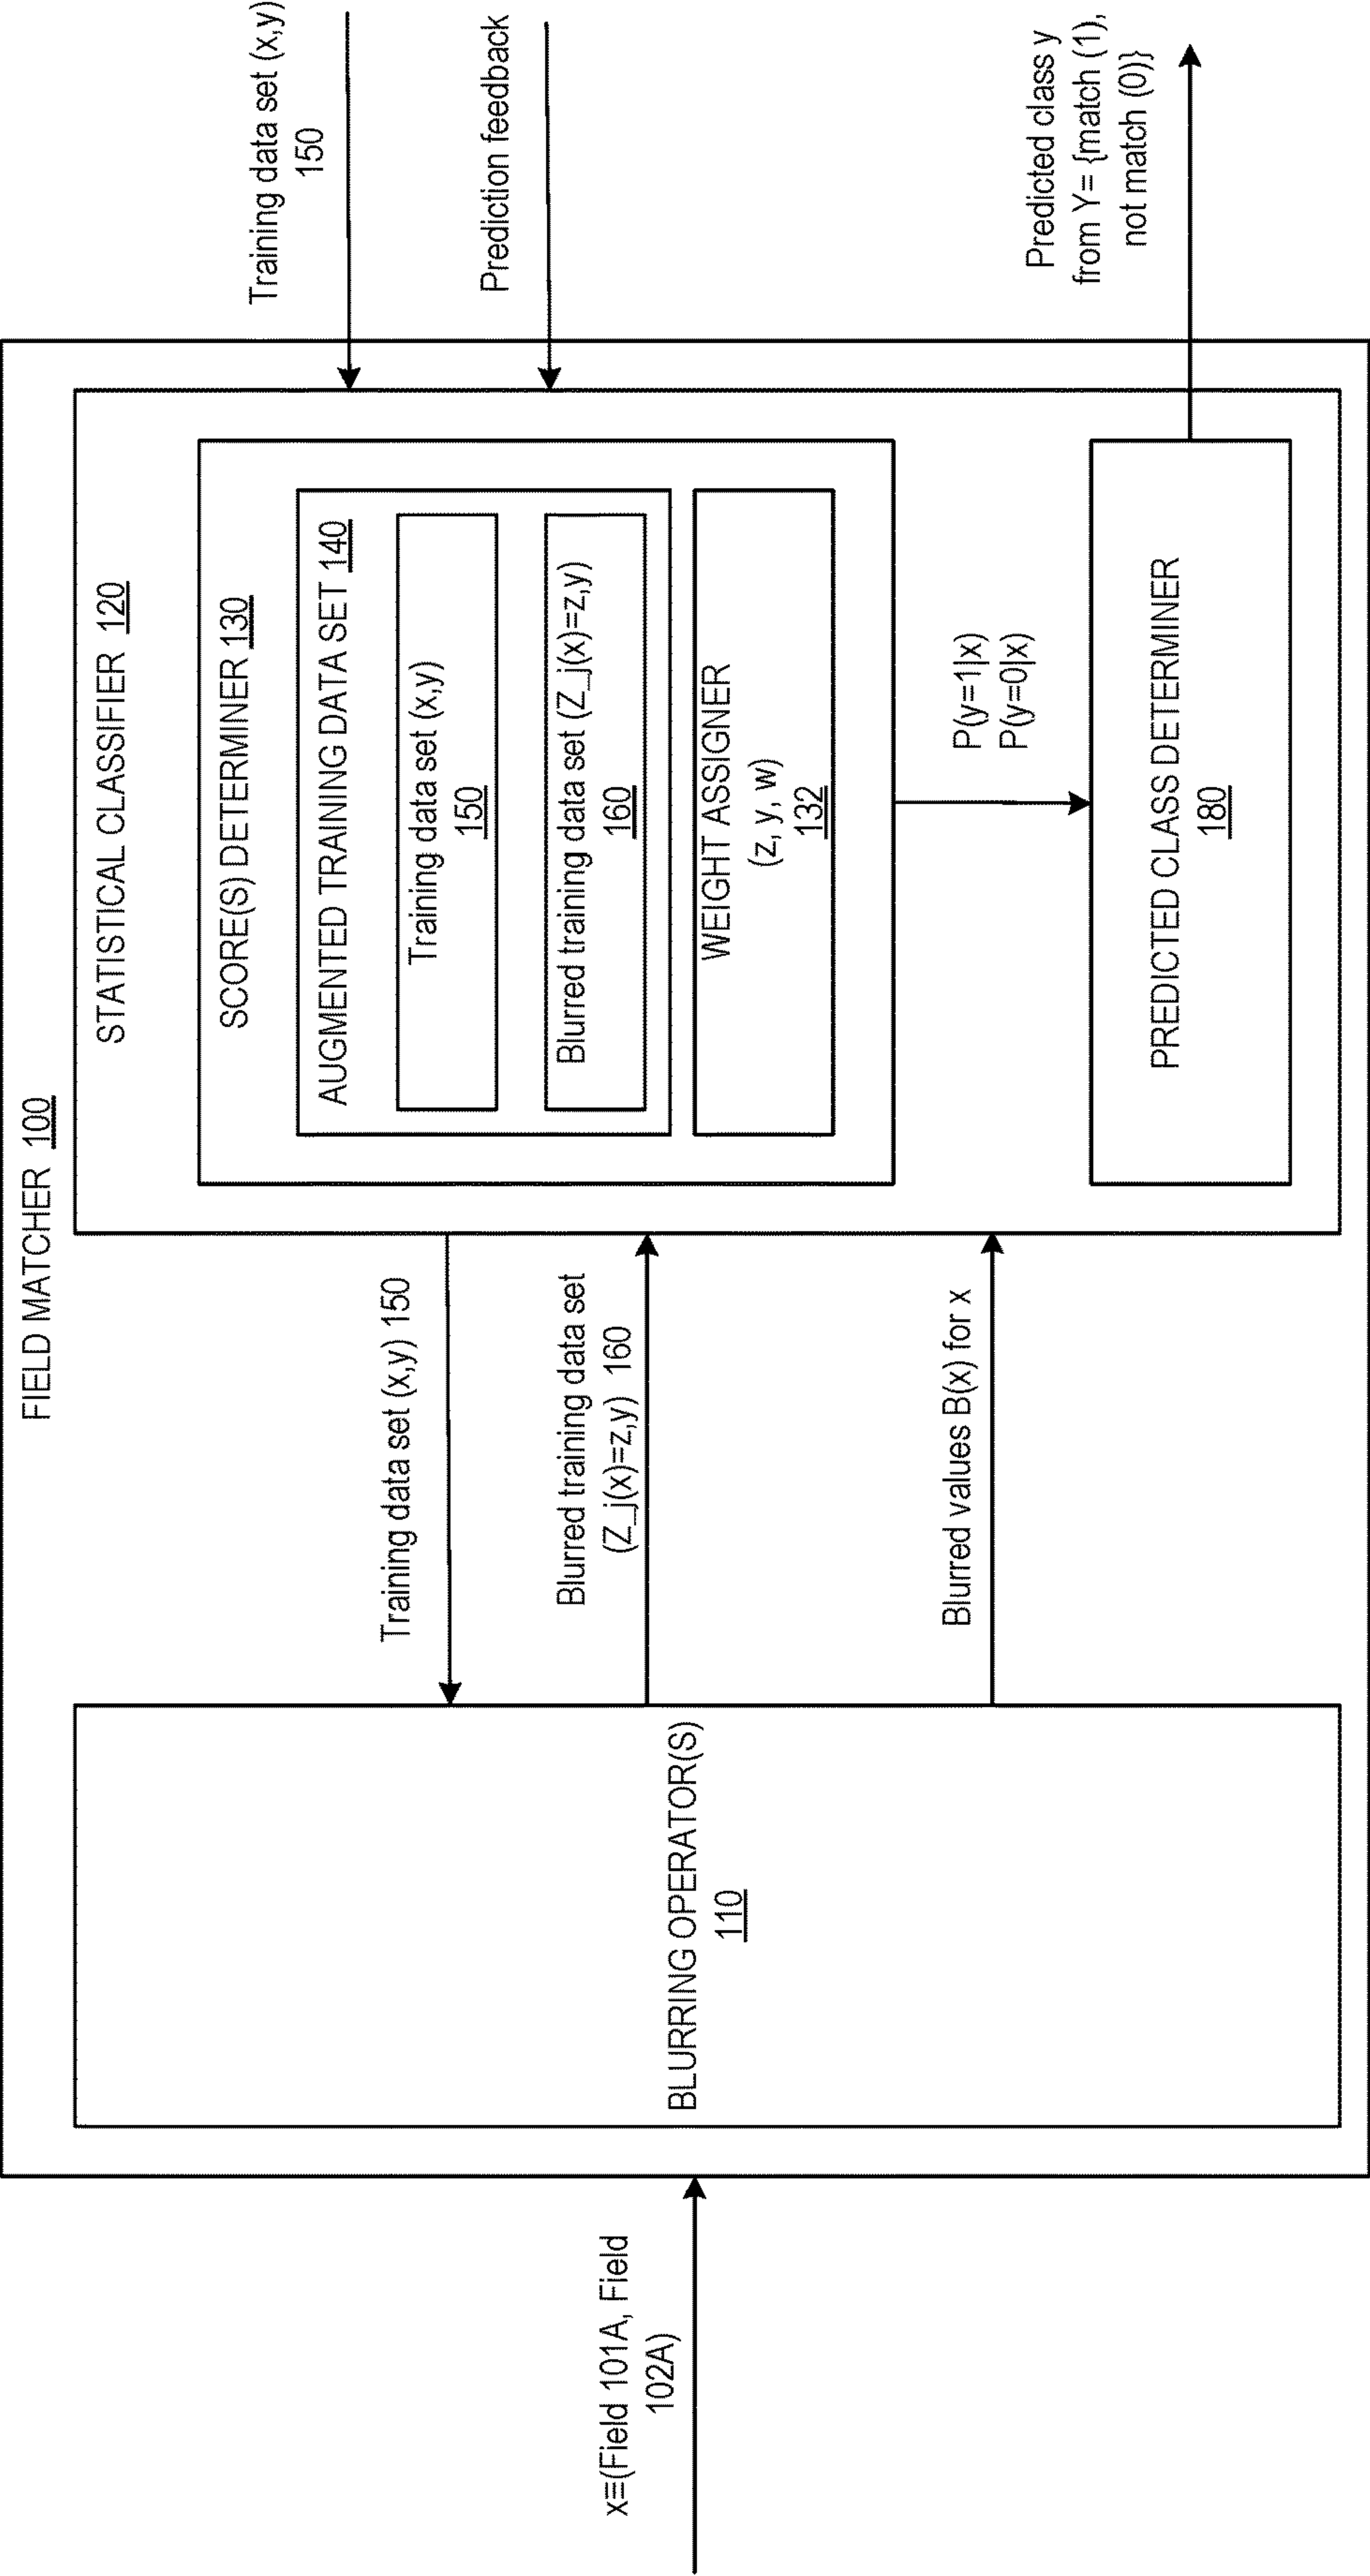 FIELD MATCHER 100
x=(Field 101A, Field
102A)
BLURRING OPERATOR(S)
110
Training data set (x,y) 150
Blurred training data set
(Z_j(x)=z,y) 160
Blurred values B(x) for x
STATISTICAL CLASSIFIER 120
SCORE(S) DETERMINER 130
AUGMENTED TRAINING DATA SET 140
Training data set (x,y)
150
Blurred training data set (Z_j(x)=z,y)
160
WEIGHT ASSIGNER
(z, y, w)
132
P(y=1|x)
P(y=0|x)
PREDICTED CLASS DETERMINER
180
Training data set (x,y)
150
Prediction feedback
Predicted class y
from Y= {match (1),
not match (0)}